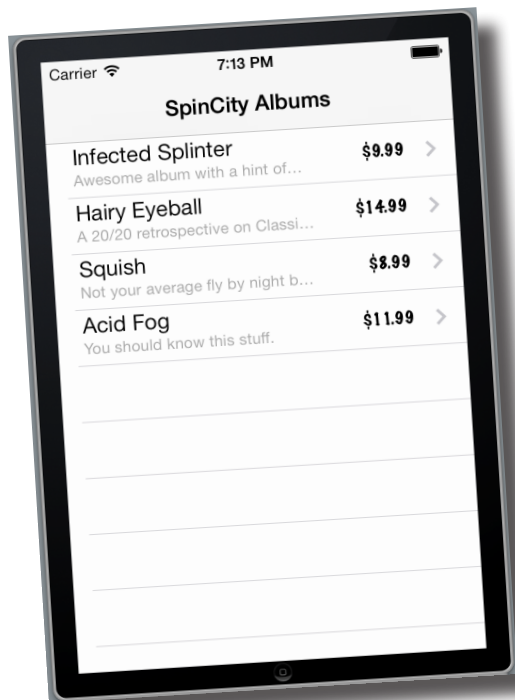 Carrier 7:13 PM
SpinCity Albums
Infected Splinter $9.99
Awesome album with a hint of...
Hairy Eyeball $14.99
A 20/20 retrospective on Classi...
Squish $8.99
Not your average fly by night b...
Acid Fog $11.99
You should know this stuff.